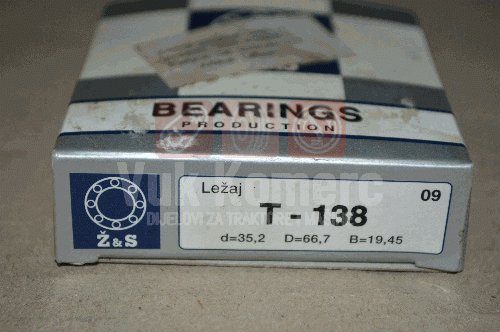 BEARINGS
PRODUCTION
Vuk Komerc
DIJELOVI ZA TRAKTORE I
Ležaj
09
T - 138
Ž & S
d=35,2 D=66,7 B=19,45